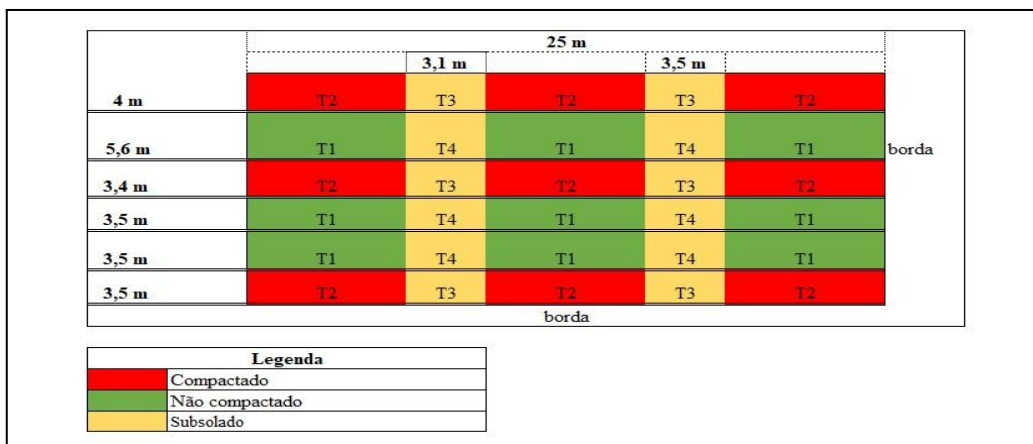 25 m
3,1 m 3,5 m
4 m T2 T3 T2 T3 T2
5,6 m T1 T4 T1 T4 T1 borda
3,4 m T2 T3 T2 T3 T2
3,5 m T1 T4 T1 T4 T1
3,5 m T1 T4 T1 T4 T1
3,5 m T2 T3 T2 T3 T2
borda
Legenda
Compactado
Não compactado
Subsolado